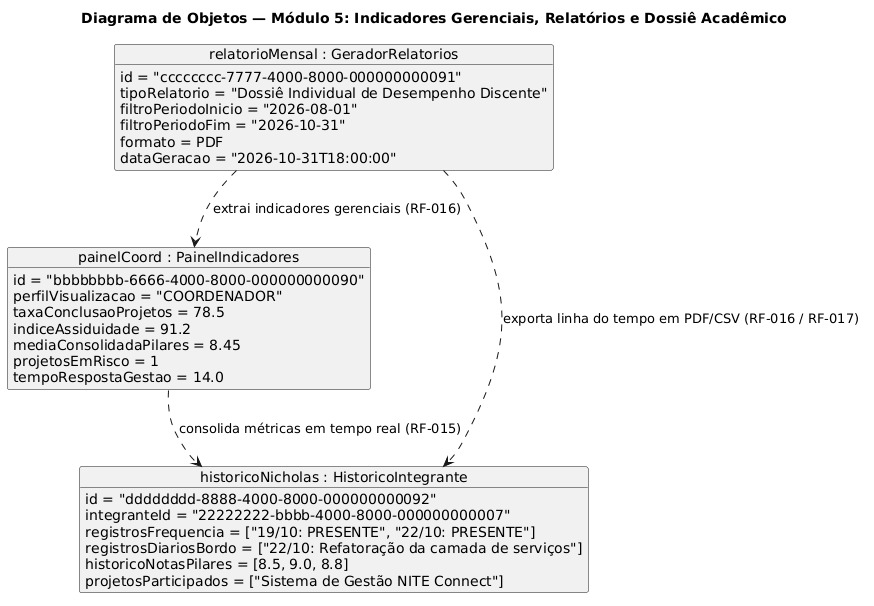 Diagrama de Objetos — Módulo 5: Indicadores Gerenciais, Relatórios e Dossiê Acadêmico
relatorioMensal : GeradorRelatorios
id = "cccccccc-7777-4000-8000-000000000091"
tipoRelatorio = "Dossiê Individual de Desempenho Discente"
filtroPeriodoInicio = "2026-08-01"
filtroPeriodoFim = "2026-10-31"
formato = PDF
dataGeracao = "2026-10-31T18:00:00"
extrai indicadores gerenciais (RF-016)
painelCoord : PainelIndicadores
id = "bbbbbbbb-6666-4000-8000-000000000090"
perfilVisualizacao = "COORDENADOR"
taxaConclusaoProjetos = 78.5
indiceAssiduidade = 91.2
mediaConsolidadaPilares = 8.45
projetosEmRisco = 1
tempoRespostaGestao = 14.0
exporta linha do tempo em PDF/CSV (RF-016 / RF-017)
consolida métricas em tempo real (RF-015)
historicoNicholas : HistoricoIntegrante
id = "dddddddd-8888-4000-8000-000000000092"
integranteId = "22222222-bbbb-4000-8000-000000000007"
registrosFrequencia = ["19/10: PRESENTE", "22/10: PRESENTE"]
registrosDiariosBordo = ["22/10: Refatoração da camada de serviços"]
historicoNotasPilares = [8.5, 9.0, 8.8]
projetosParticipados = ["Sistema de Gestão NITE Connect"]